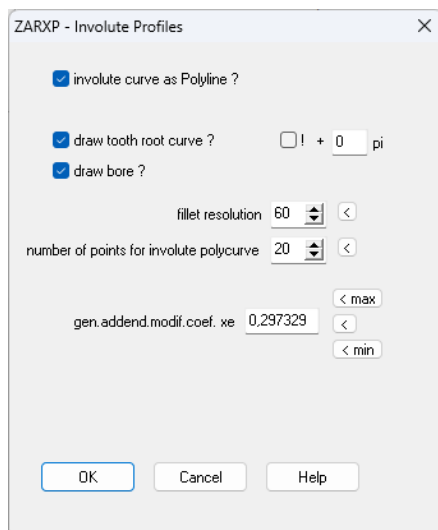 ZARXP - Involute Profiles
involute curve as Polyline ?
draw tooth root curve ? ! + 0 pi
draw bore ?
fillet resolution 60 <
number of points for involute polycurve 20 <
< max
gen.addend.modif.coef. xe 0,297329 <
< min
OK Cancel Help